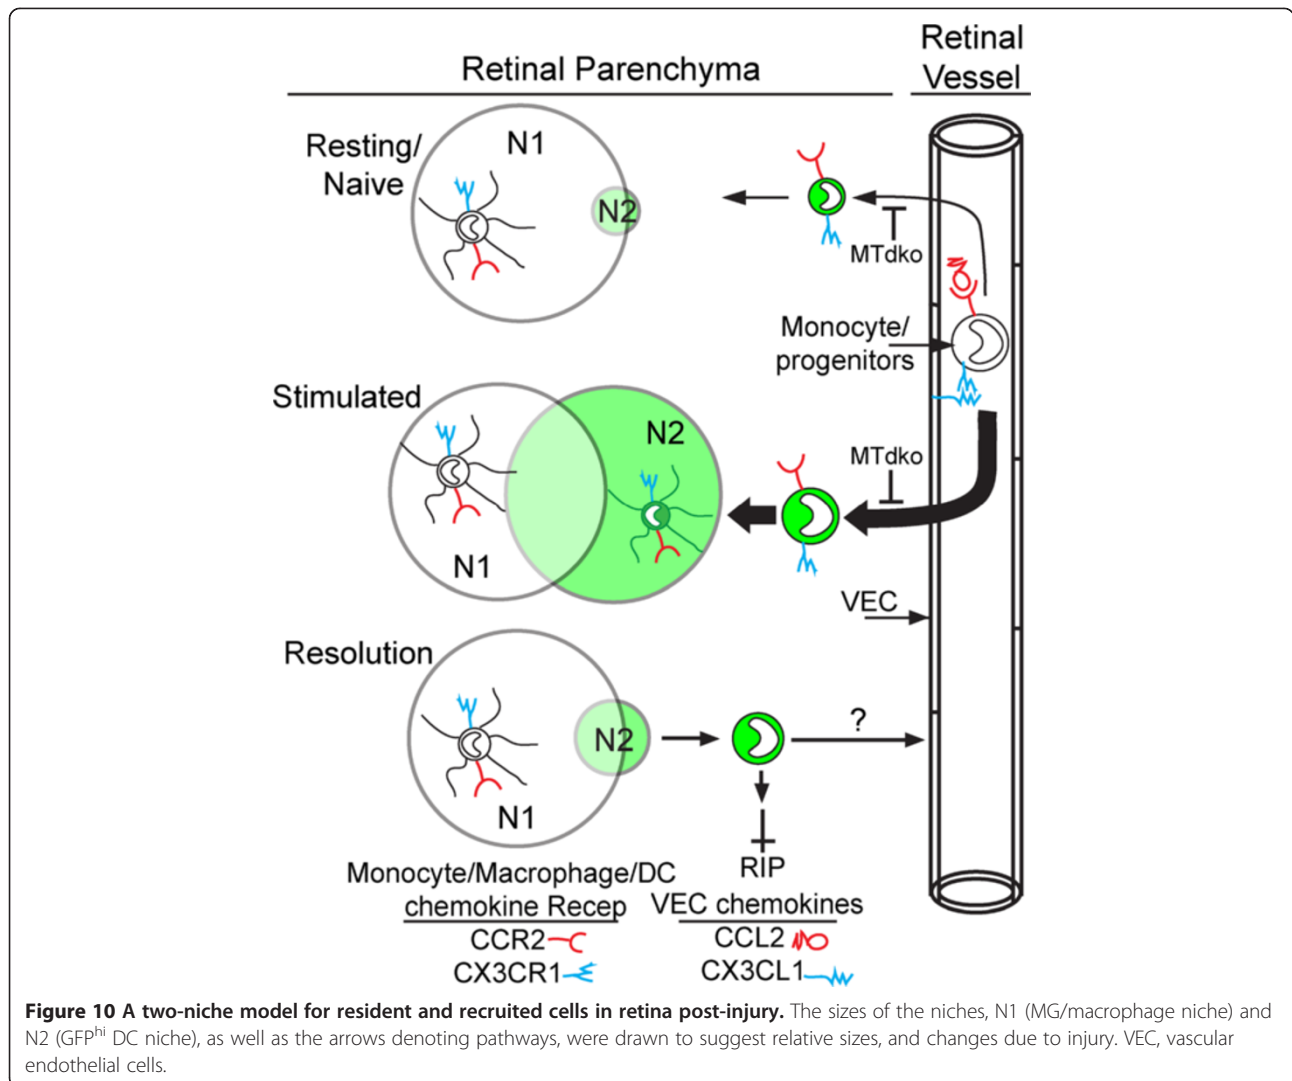 Retinal Parenchyma
Retinal
Vessel
Resting/
Naive
N1
N2
MTdko
Monocyte/
progenitors
Stimulated
N2
N1
MTdko
VEC
Resolution
N2
N1
?
RIP
Monocyte/Macrophage/DC
chemokine Recep
CCR2
CX3CR1
VEC chemokines
CCL2
CX3CL1
Figure 10 A two-niche model for resident and recruited cells in retina post-injury. The sizes of the niches, N1 (MG/macrophage niche) and
N2 (GFPhi DC niche), as well as the arrows denoting pathways, were drawn to suggest relative sizes, and changes due to injury. VEC, vascular
endothelial cells.